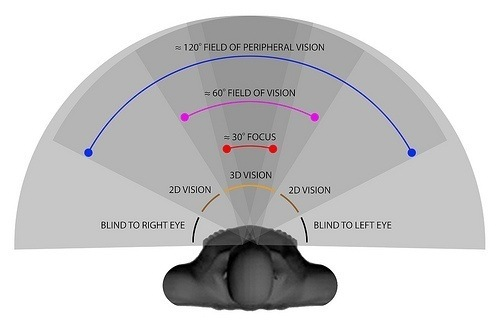 ≈ 120˚ FIELD OF PERIPHERAL VISION
≈ 60˚ FIELD OF VISION
≈ 30˚ FOCUS
3D VISION
2D VISION
2D VISION
BLIND TO RIGHT EYE
BLIND TO LEFT EYE